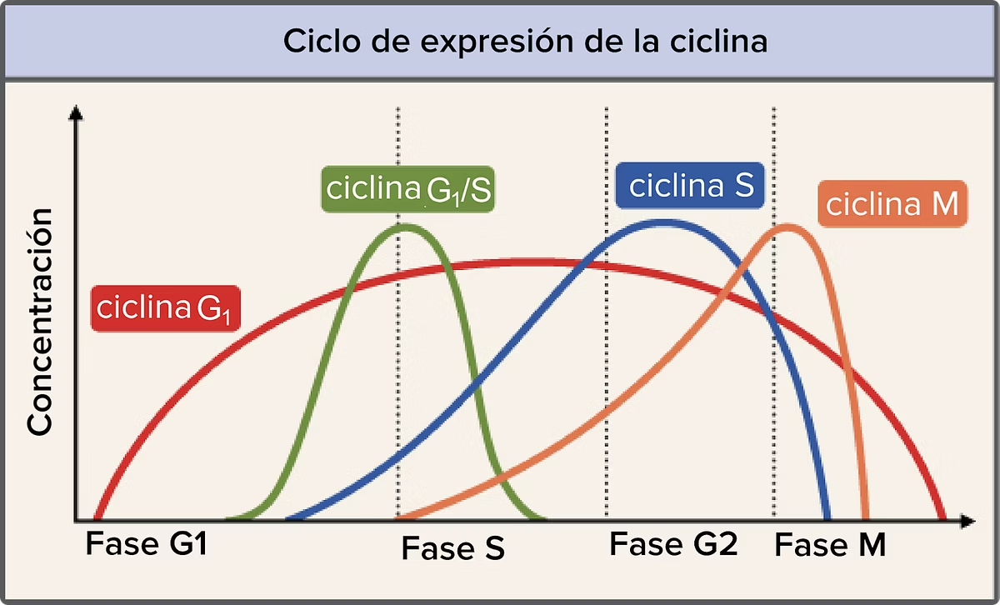 Ciclo de expresión de la ciclina
Concentración
ciclina G₁
ciclina G₁/S
ciclina S
ciclina M
Fase G1
Fase S
Fase G2
Fase M